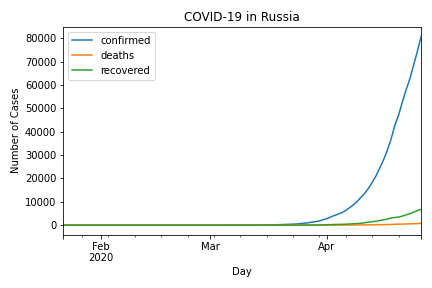 COVID-19 in Russia
confirmed
deaths
recovered
80000
70000
60000
50000
40000
30000
20000
10000
0
Number of Cases
Feb
2020
Mar
Apr
Day